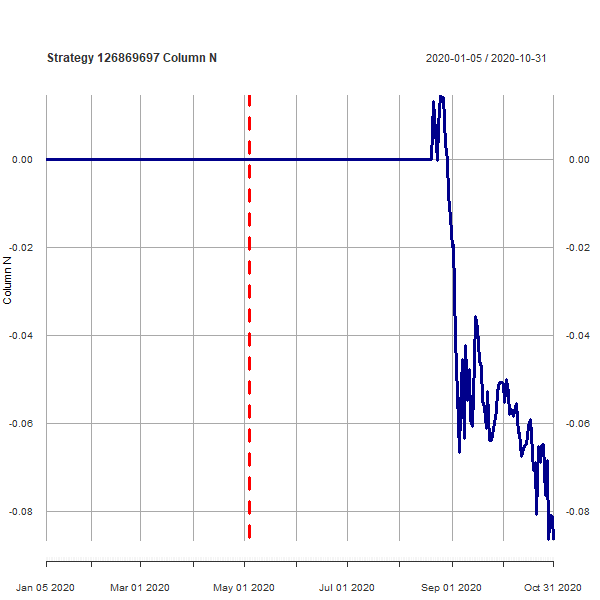 Strategy 126869697 Column N
2020-01-05 / 2020-10-31
0.00
0.00
-0.02
-0.02
Column N
-0.04
-0.04
-0.06
-0.06
-0.08
-0.08
Jan 05 2020
Mar 01 2020
May 01 2020
Jul 01 2020
Sep 01 2020
Oct 31 2020